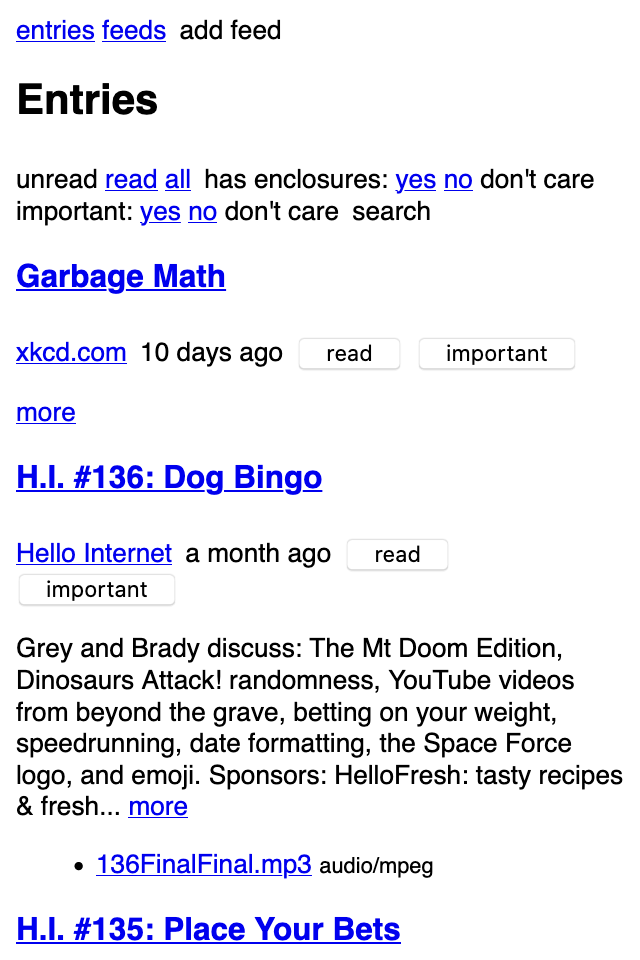 entries feeds add feed
Entries
unread read all has enclosures: yes no don't care
important: yes no don't care search
Garbage Math
xkcd.com 10 days ago read important
more
H.I. #136: Dog Bingo
Hello Internet a month ago read
important
Grey and Brady discuss: The Mt Doom Edition,
Dinosaurs Attack! randomness, YouTube videos
from beyond the grave, betting on your weight,
speedrunning, date formatting, the Space Force
logo, and emoji. Sponsors: HelloFresh: tasty recipes
& fresh... more
• 136FinalFinal.mp3 audio/mpeg
H.I. #135: Place Your Bets